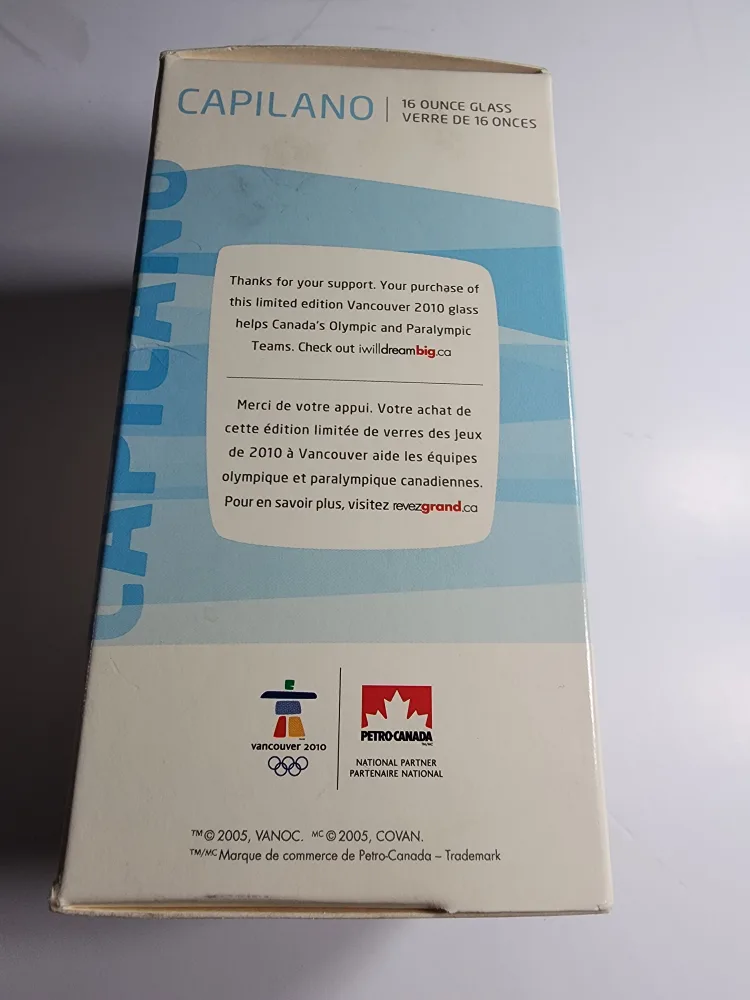 CAPILANO
16 OUNCE GLASS
VERRE DE 16 ONCES
CAPILANO
Thanks for your support. Your purchase of
this limited edition Vancouver 2010 glass
helps Canada's Olympic and Paralympic
Teams. Check out iwilldreambig.ca
Merci de votre appui. Votre achat de
cette édition limitée de verres des Jeux
de 2010 à Vancouver aide les équipes
olympique et paralympique canadiennes.
Pour en savoir plus, visitez revezgrand.ca
vancouver 2010
PETRO-CANADA
TM/MC
NATIONAL PARTNER
PARTENAIRE NATIONAL
TM© 2005, VANOC. MC© 2005, COVAN.
TM/MC Marque de commerce de Petro-Canada – Trademark